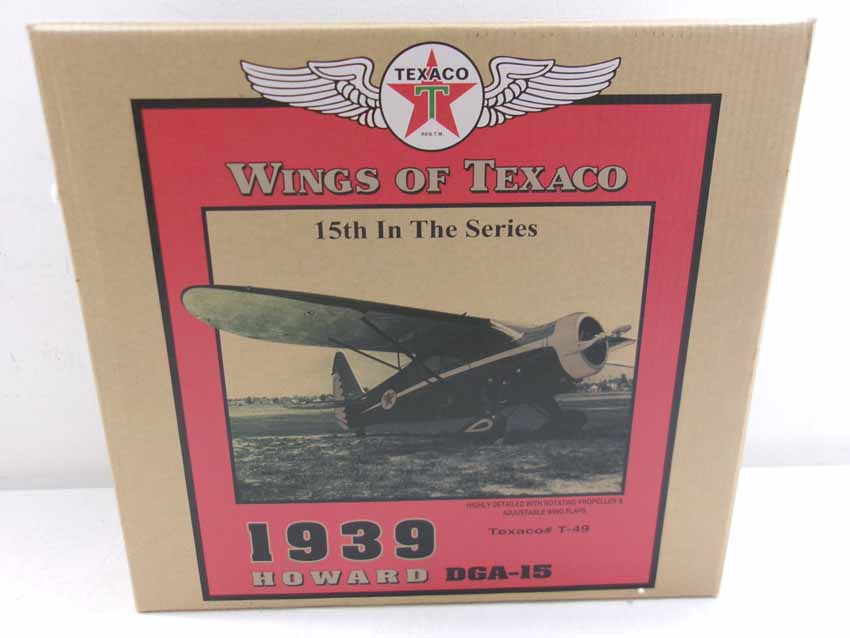 TEXACO
T
REG. T.M.
WINGS OF TEXACO
15th In The Series
HIGHLY DETAILED WITH ROTATING PROPELLER &
ADJUSTABLE WING FLAPS.
Texaco# T-49
1939
HOWARD DGA-15